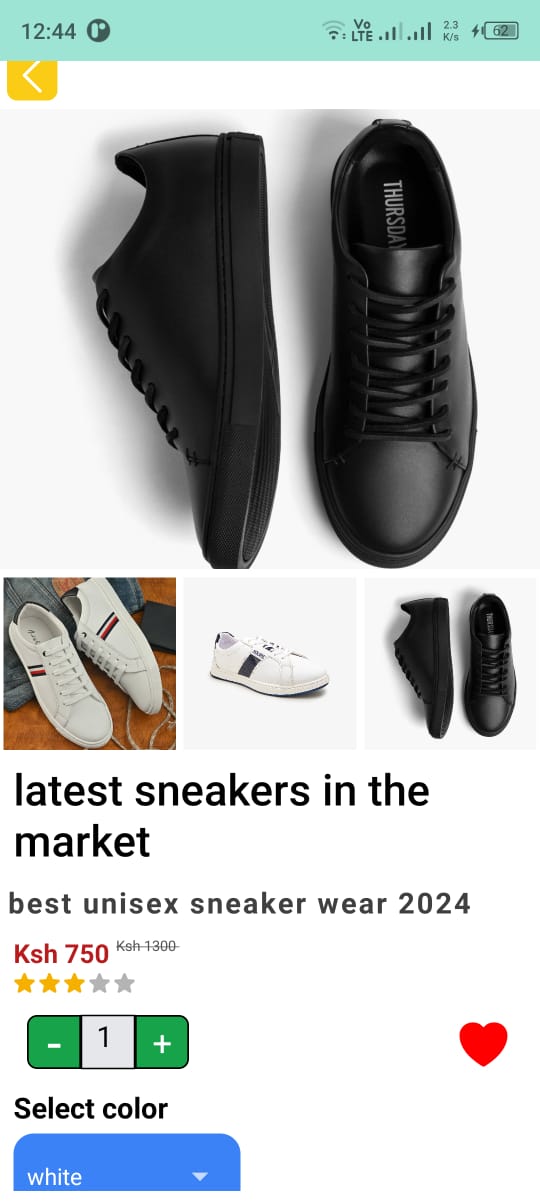 12:44
Vo
LTE
2.3
K/s
62
THURSDAY
latest sneakers in the
market
best unisex sneaker wear 2024
Ksh 750 Ksh 1300
- 1 +
Select color
white